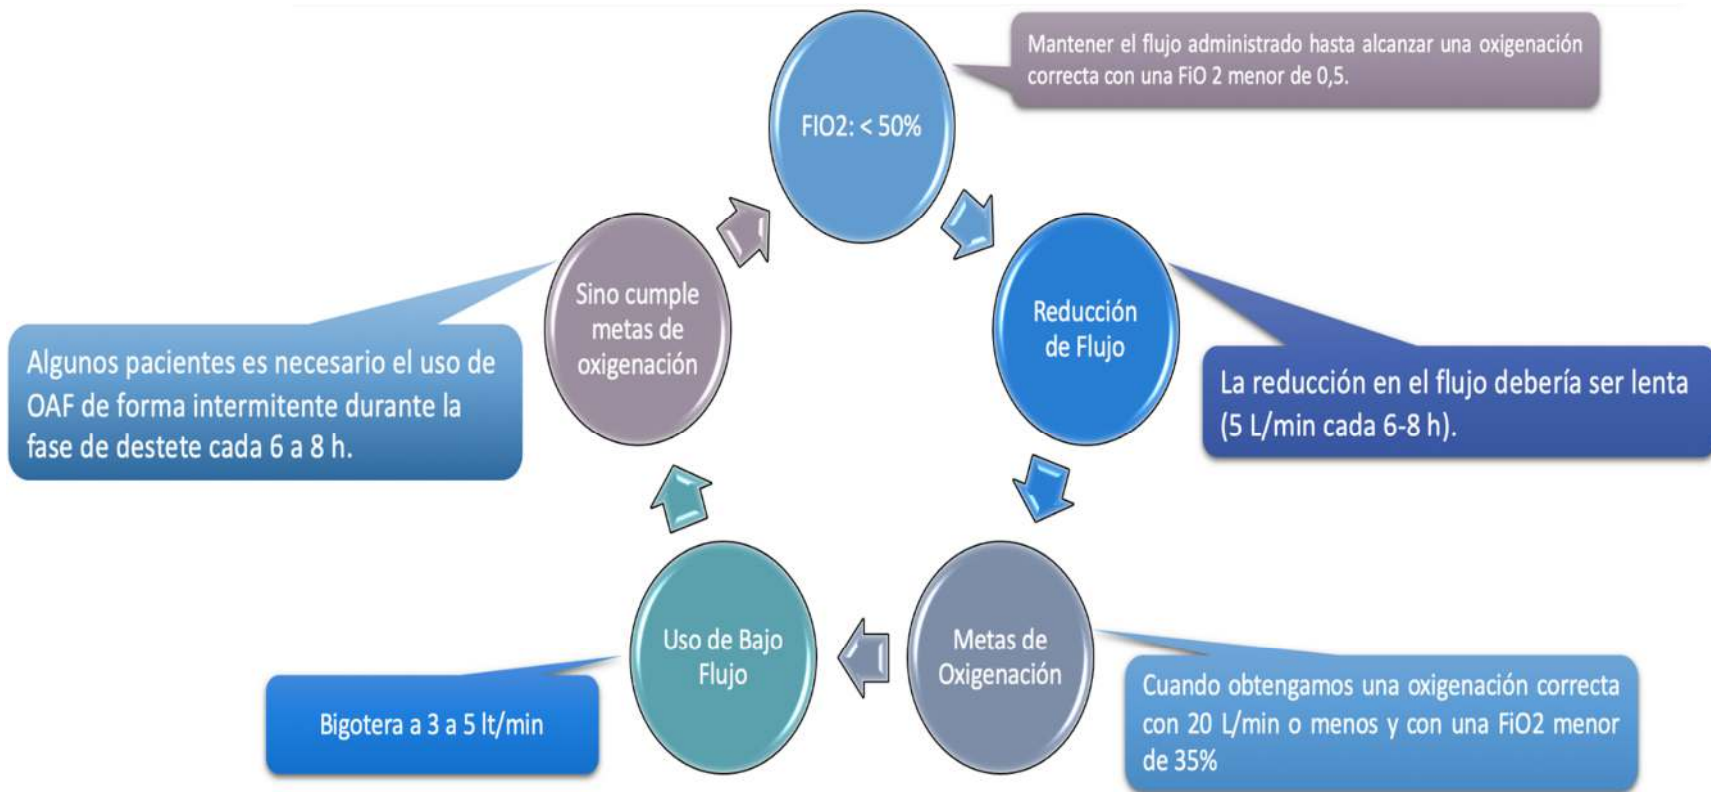 FIO2: < 50%
Mantener el flujo administrado hasta alcanzar una oxigenación
correcta con una FiO 2 menor de 0,5.
Reducción
de Flujo
La reducción en el flujo debería ser lenta
(5 L/min cada 6-8 h).
Metas de
Oxigenación
Cuando obtengamos una oxigenación correcta
con 20 L/min o menos y con una FiO2 menor
de 35%
Uso de Bajo
Flujo
Bigotera a 3 a 5 lt/min
Sino cumple
metas de
oxigenación
Algunos pacientes es necesario el uso de
OAF de forma intermitente durante la
fase de destete cada 6 a 8 h.